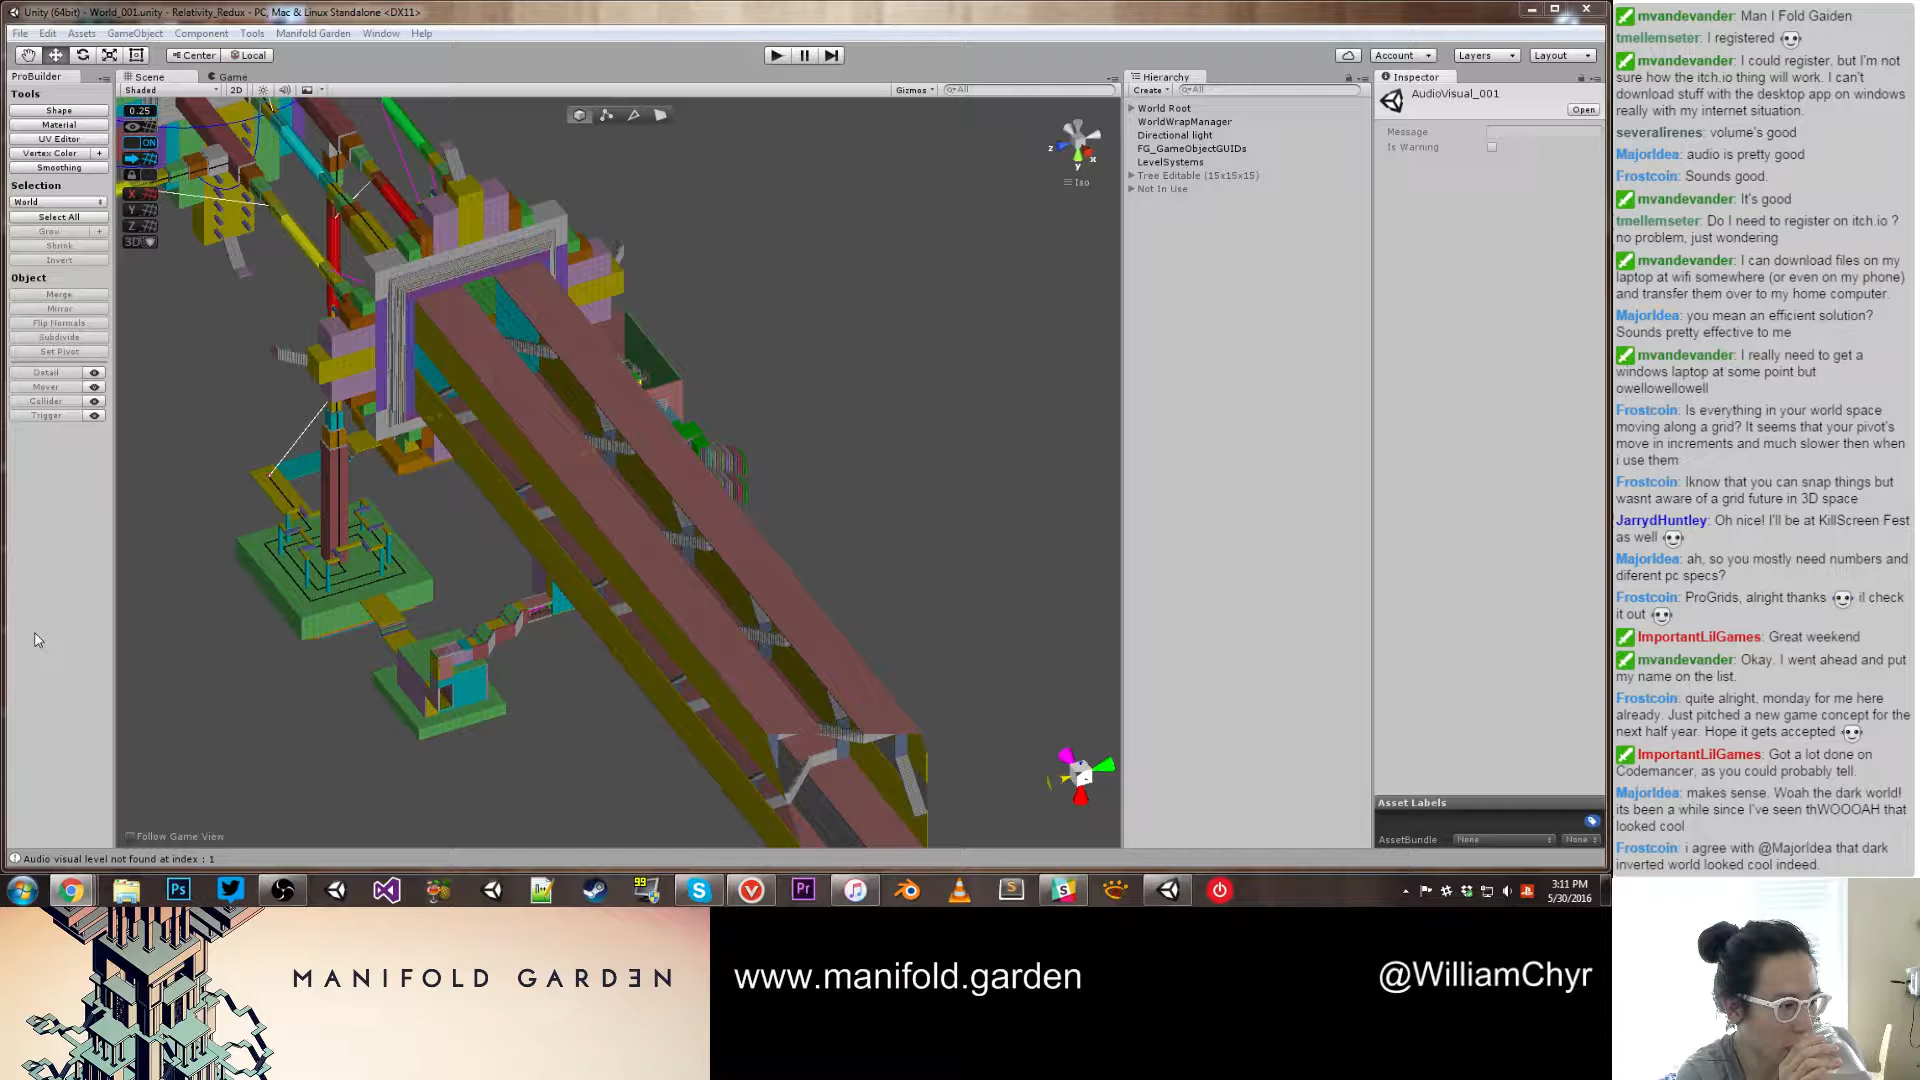 Unity (64bit) - World_001.unity - Relativity_Redux - PC, Mac & Linux Standalone <DX11>
File Edit Assets GameObject Component Tools Manifold Garden Window Help
Center Local
Account Layers Layout
ProBuilder
Scene Game
Shaded 2D Gizmos All
Tools
Shape
Material
UV Editor
Vertex Color +
Smoothing
Selection
World
Select All
Grow +
Shrink
Invert
Object
Merge
Mirror
Flip Normals
Subdivide
Set Pivot
Detail
Mover
Collider
Trigger
0.25
ON
X
Y
Z
3D
z
x
y
Iso
Follow Game View
Audio visual level not found at index : 1
Hierarchy
Create All
World Root
WorldWrapManager
Directional light
FG_GameObjectGUIDs
LevelSystems
Tree Editable (15x15x15)
Not In Use
Inspector
AudioVisual_001
Open
Message
Is Warning
Asset Labels
AssetBundle None None
mvandevander: Man I Fold Gaiden
tmellemseter: I registered
mvandevander: I could register, but I'm not
sure how the itch.io thing will work. I can't
download stuff with the desktop app on windows
really with my internet situation.
severalirenes: volume's good
MajorIdea: audio is pretty good
Frostcoin: Sounds good.
mvandevander: It's good
tmellemseter: Do I need to register on itch.io ?
no problem, just wondering
mvandevander: I can download files on my
laptop at wifi somewhere (or even on my phone)
and transfer them over to my home computer.
MajorIdea: you mean an efficient solution?
Sounds pretty effective to me
mvandevander: I really need to get a
windows laptop at some point but
owellowellowell
Frostcoin: Is everything in your world space
moving along a grid? It seems that your pivot's
move in increments and much slower then when
i use them
Frostcoin: Iknow that you can snap things but
wasnt aware of a grid future in 3D space
JarrydHuntley: Oh nice! I'll be at KillScreen Fest
as well
MajorIdea: ah, so you mostly need numbers and
diferent pc specs?
Frostcoin: ProGrids, alright thanks il check
it out
ImportantLilGames: Great weekend
mvandevander: Okay. I went ahead and put
my name on the list.
Frostcoin: quite alright, monday for me here
already. Just pitched a new game concept for the
next half year. Hope it gets accepted
ImportantLilGames: Got a lot done on
Codemancer, as you could probably tell.
MajorIdea: makes sense. Woah the dark world!
its been a while since I've seen thWOOOAH that
looked cool
Frostcoin: i agree with @MajorIdea that dark
inverted world looked cool indeed.
Ps
99
Pr
S
3:11 PM
5/30/2016
MANIFOLD GARDƎN
www.manifold.garden
@WilliamChyr